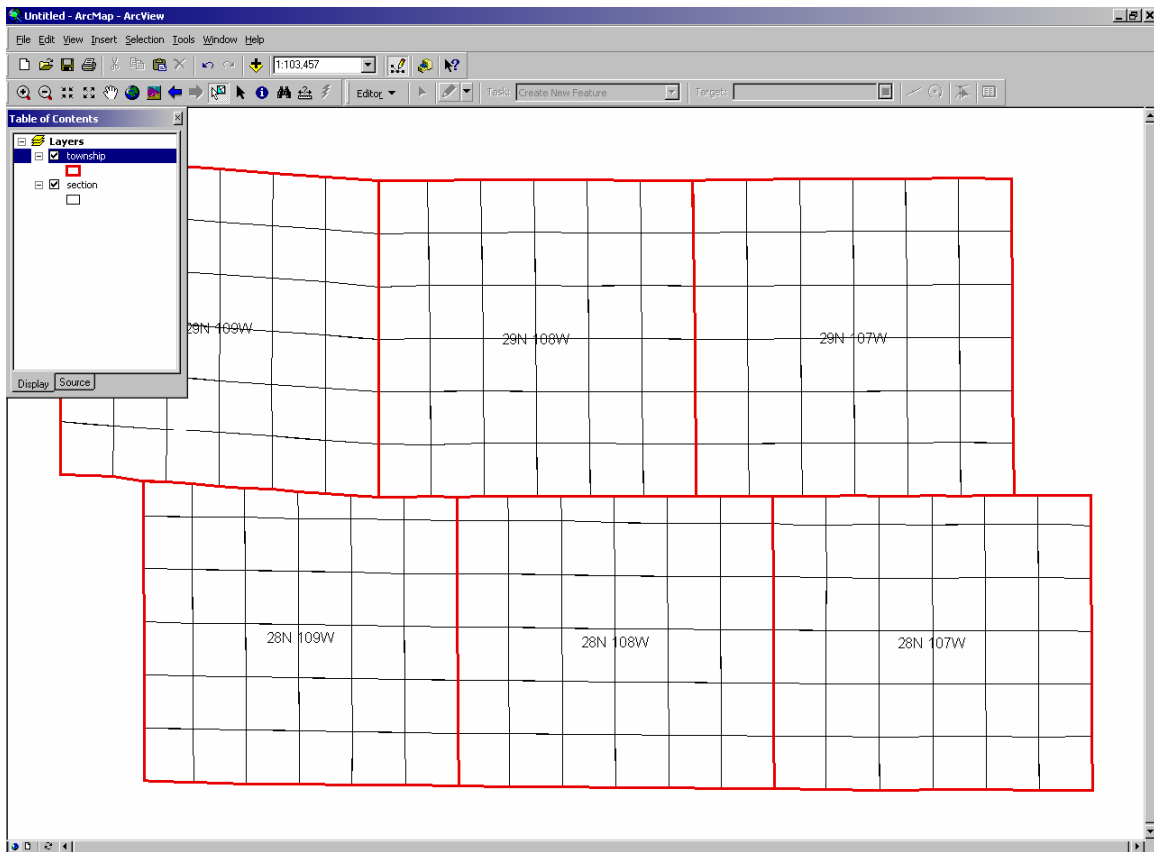 Untitled - ArcMap - ArcView
File Edit View Insert Selection Tools Window Help
1:103,457
Editor Task: Create New Feature Target:
Table of Contents
Layers
township
section
Display Source
29N 109W
29N 108W
29N 107W
28N 109W
28N 108W
28N 107W